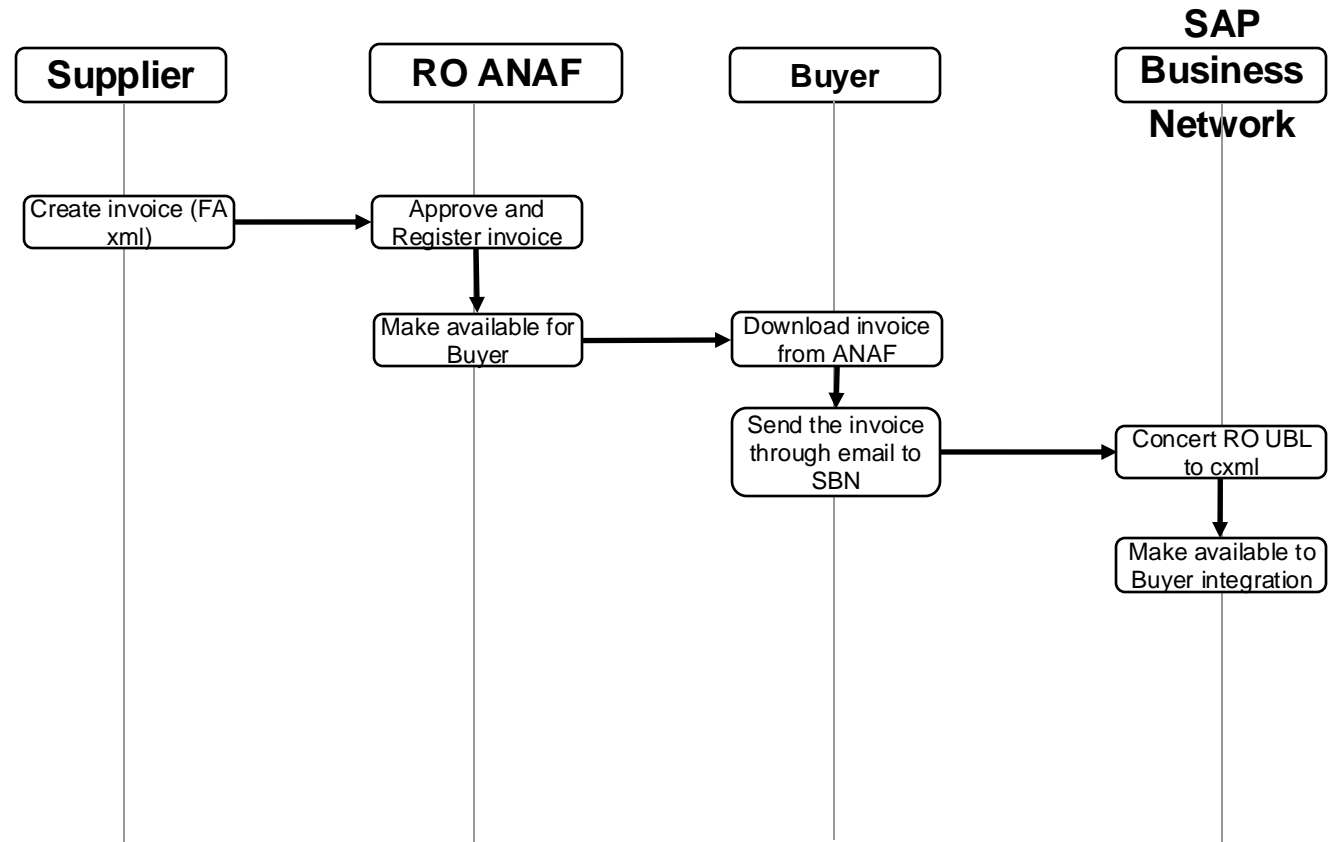 Supplier
RO ANAF
Buyer
SAP
Business
Network
Create invoice (FA
xml)
Approve and
Register invoice
Make available for
Buyer
Download invoice
from ANAF
Send the invoice
through email to
SBN
Concert RO UBL
to cxml
Make available to
Buyer integration